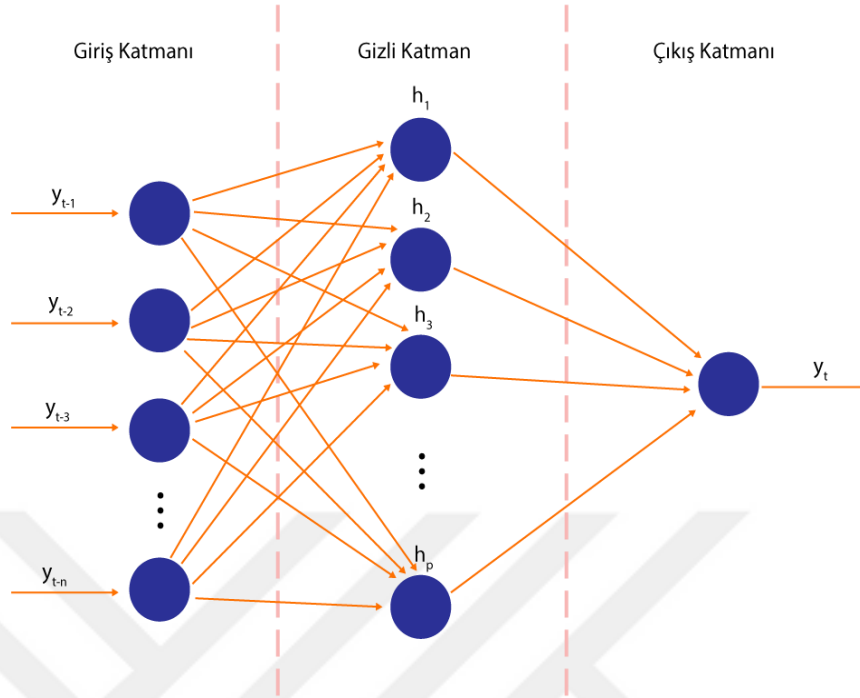 Giriş Katmanı
Gizli Katman
Çıkış Katmanı
h1
yt-1
h2
yt-2
h3
yt
yt-3
hp
yt-n